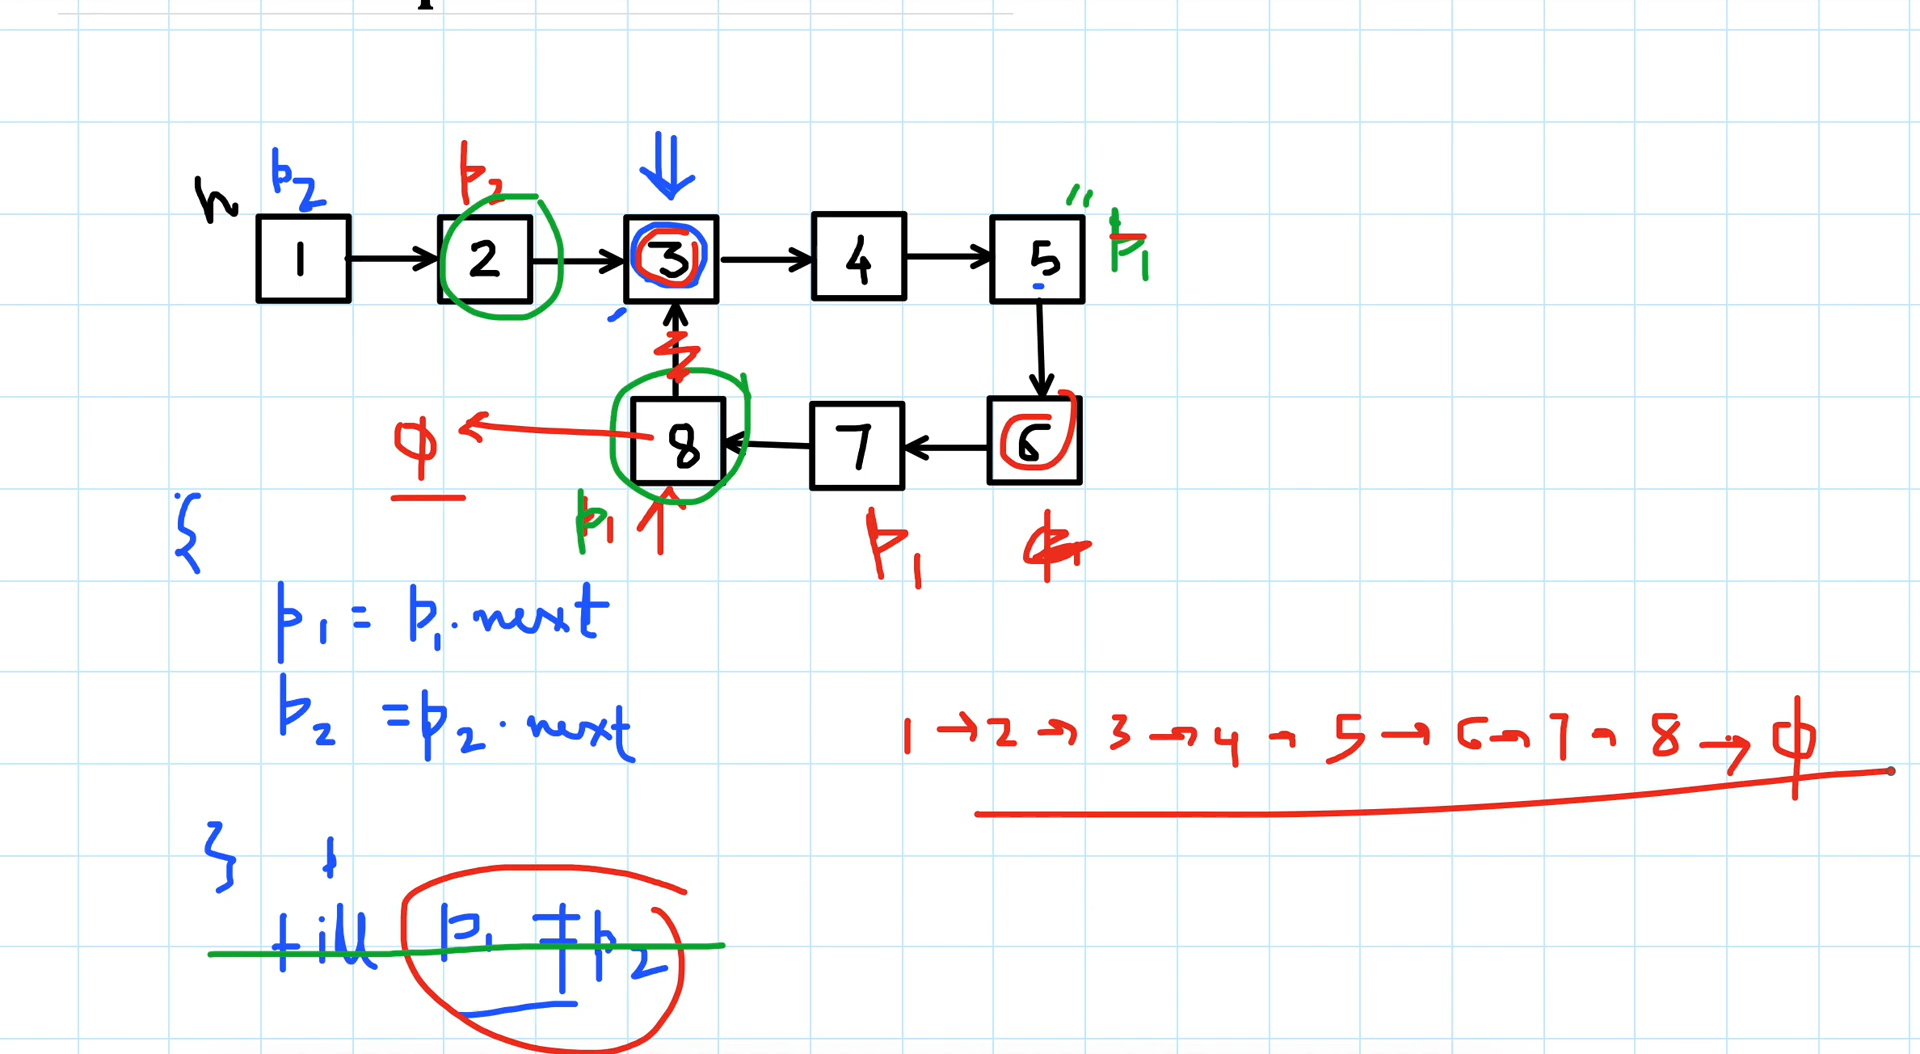 h p2 p2
1 2 3 4 5 p1
ϕ 8 7 6
p1 p1 p1
{
p1 = p1.next
p2 = p2.next
}
till p1 ≠ p2
1 → 2 → 3 → 4 → 5 → 6 → 7 → 8 → ϕ